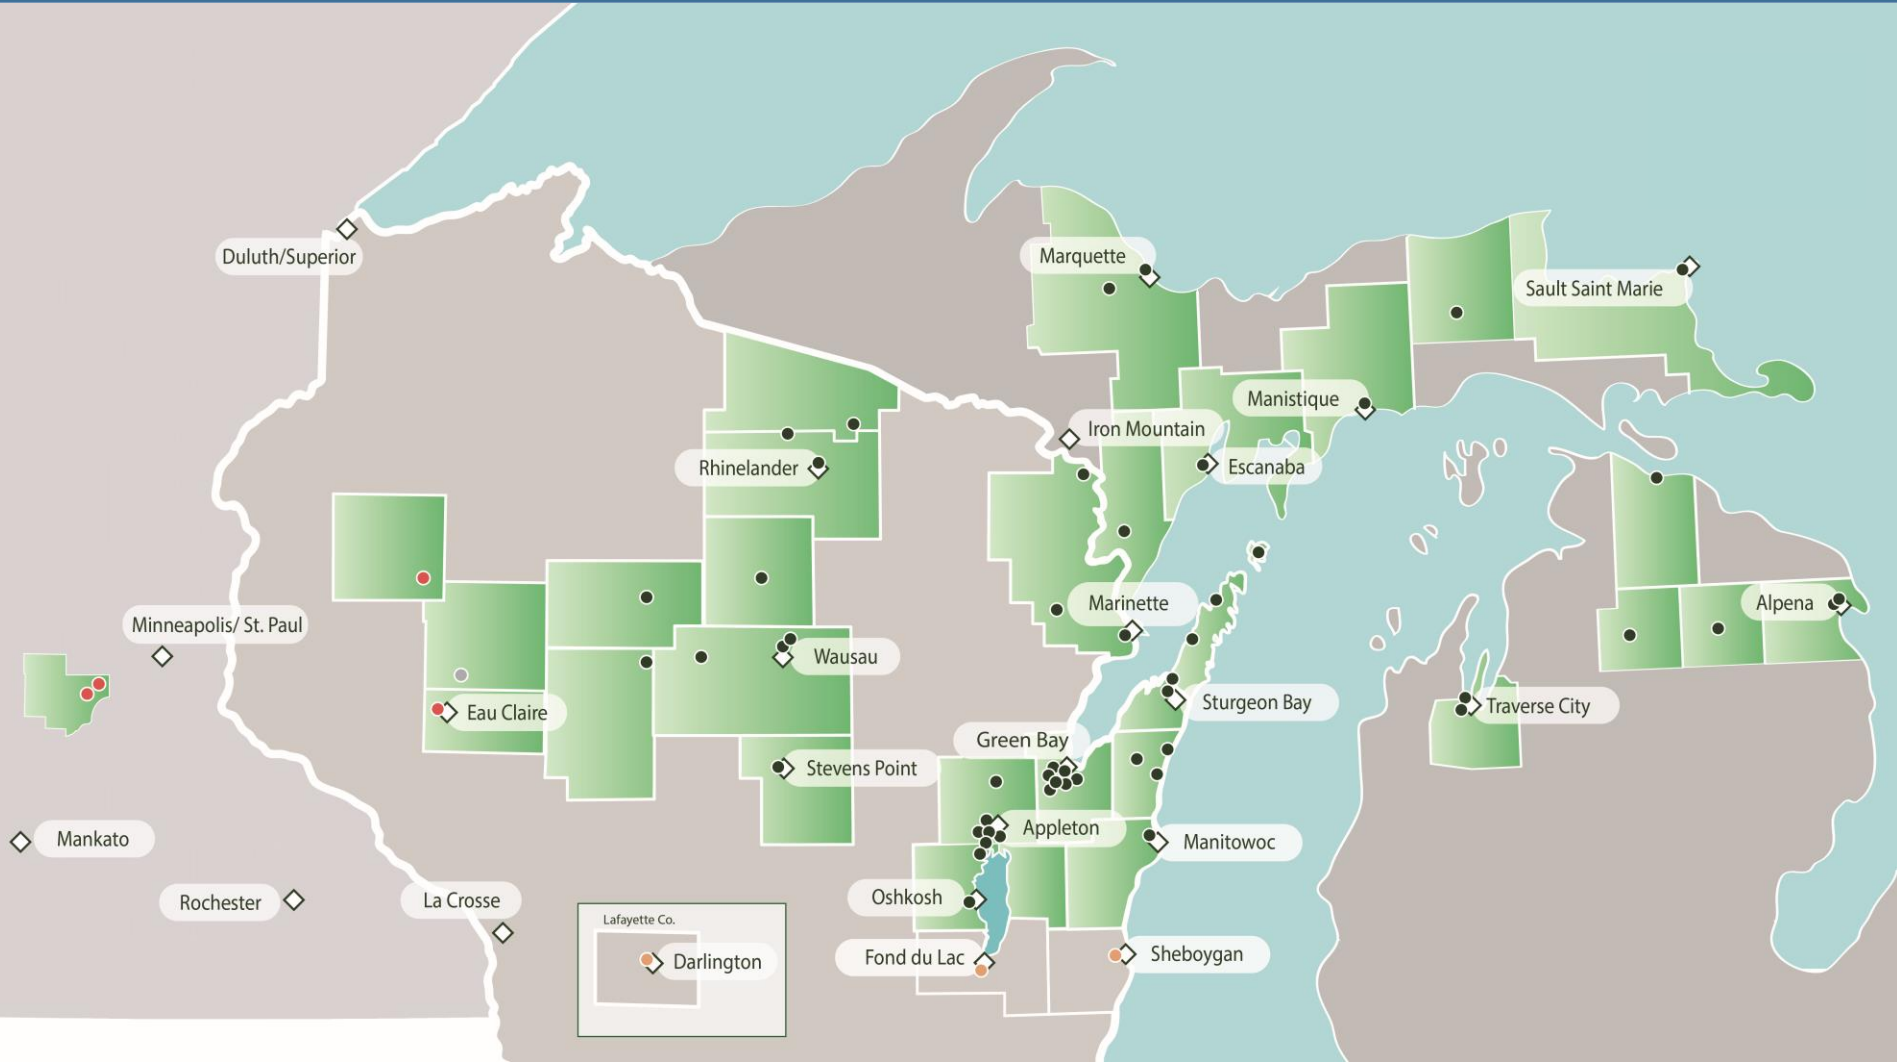 Duluth/Superior
Marquette
Sault Saint Marie
Manistique
Iron Mountain
Rhinelander
Escanaba
Marinette
Alpena
Minneapolis/ St. Paul
Wausau
Sturgeon Bay
Traverse City
Eau Claire
Green Bay
Stevens Point
Appleton
Mankato
Manitowoc
Oshkosh
La Crosse
Rochester
Lafayette Co.
Darlington
Fond du Lac
Sheboygan